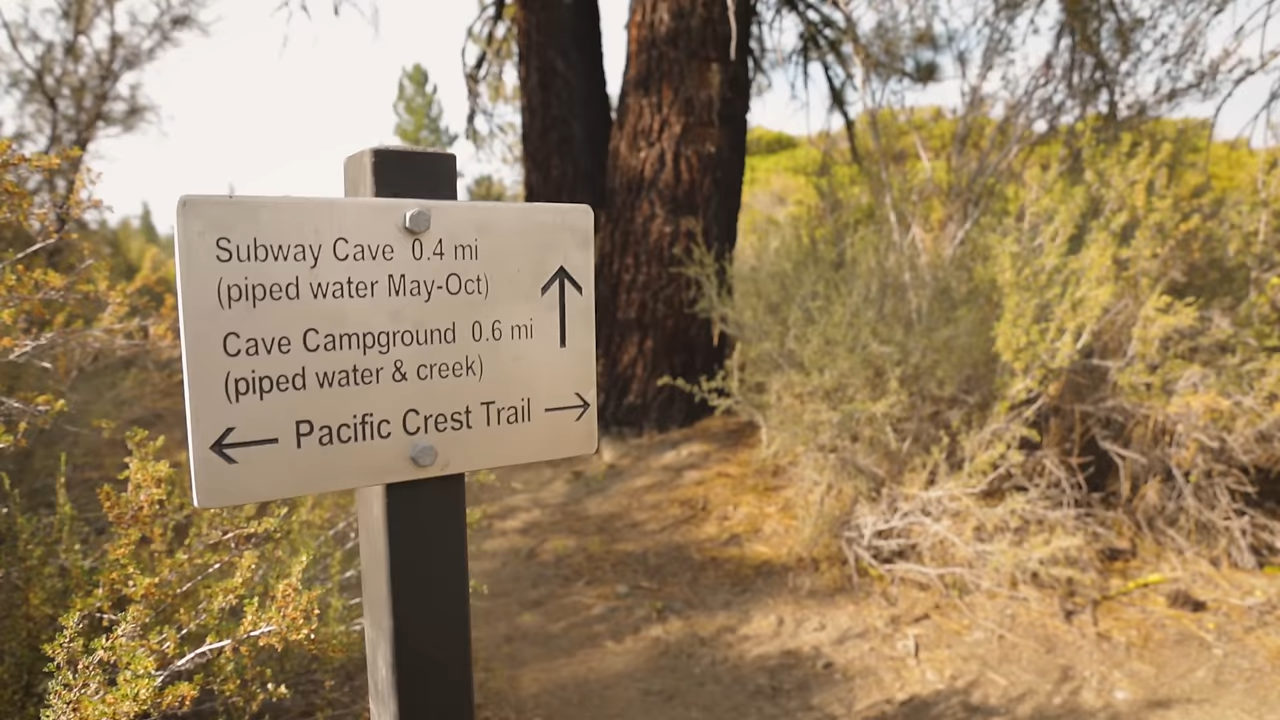 Subway Cave 0.4 mi
(piped water May-Oct)
Cave Campground 0.6 mi
(piped water & creek)
Pacific Crest Trail